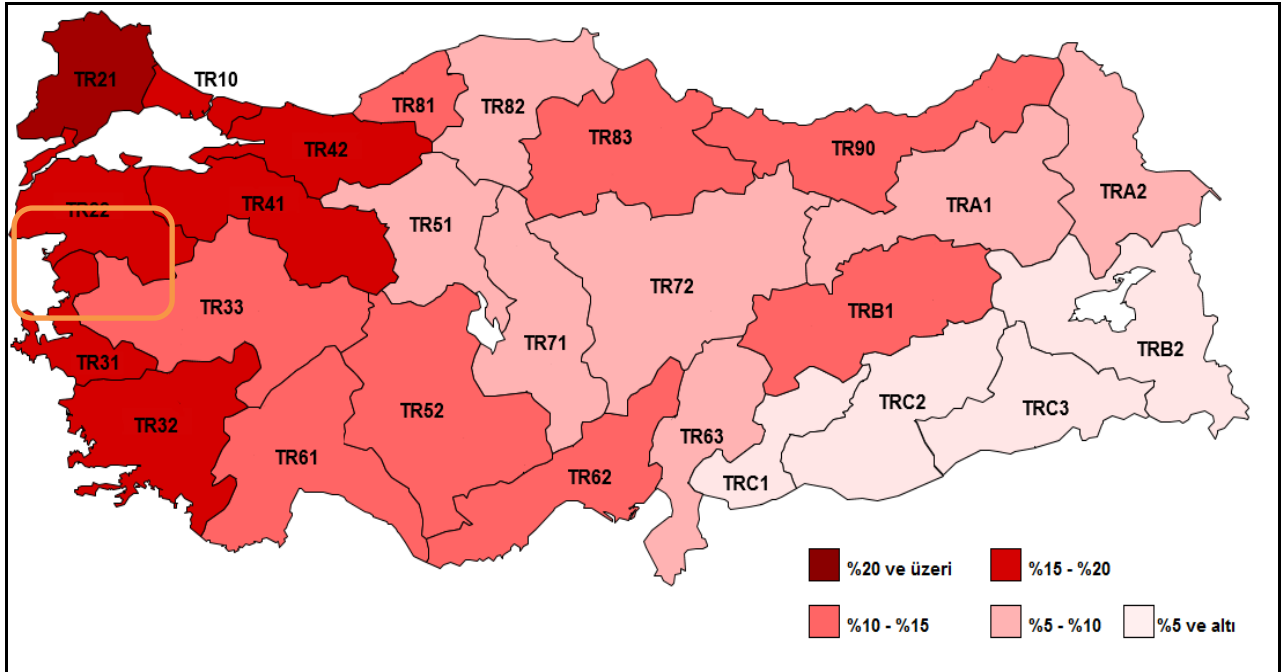 TR21
TR10
TR81
TR82
TR42
TR83
TR90
TR22
TR41
TRA1
TRA2
TR51
TR33
TR72
TRB1
TR31
TR71
TRB2
TR32
TR52
TRC2
TRC3
TR61
TR63
TR62
TRC1
%20 ve üzeri
%15 - %20
%10 - %15
%5 - %10
%5 ve altı